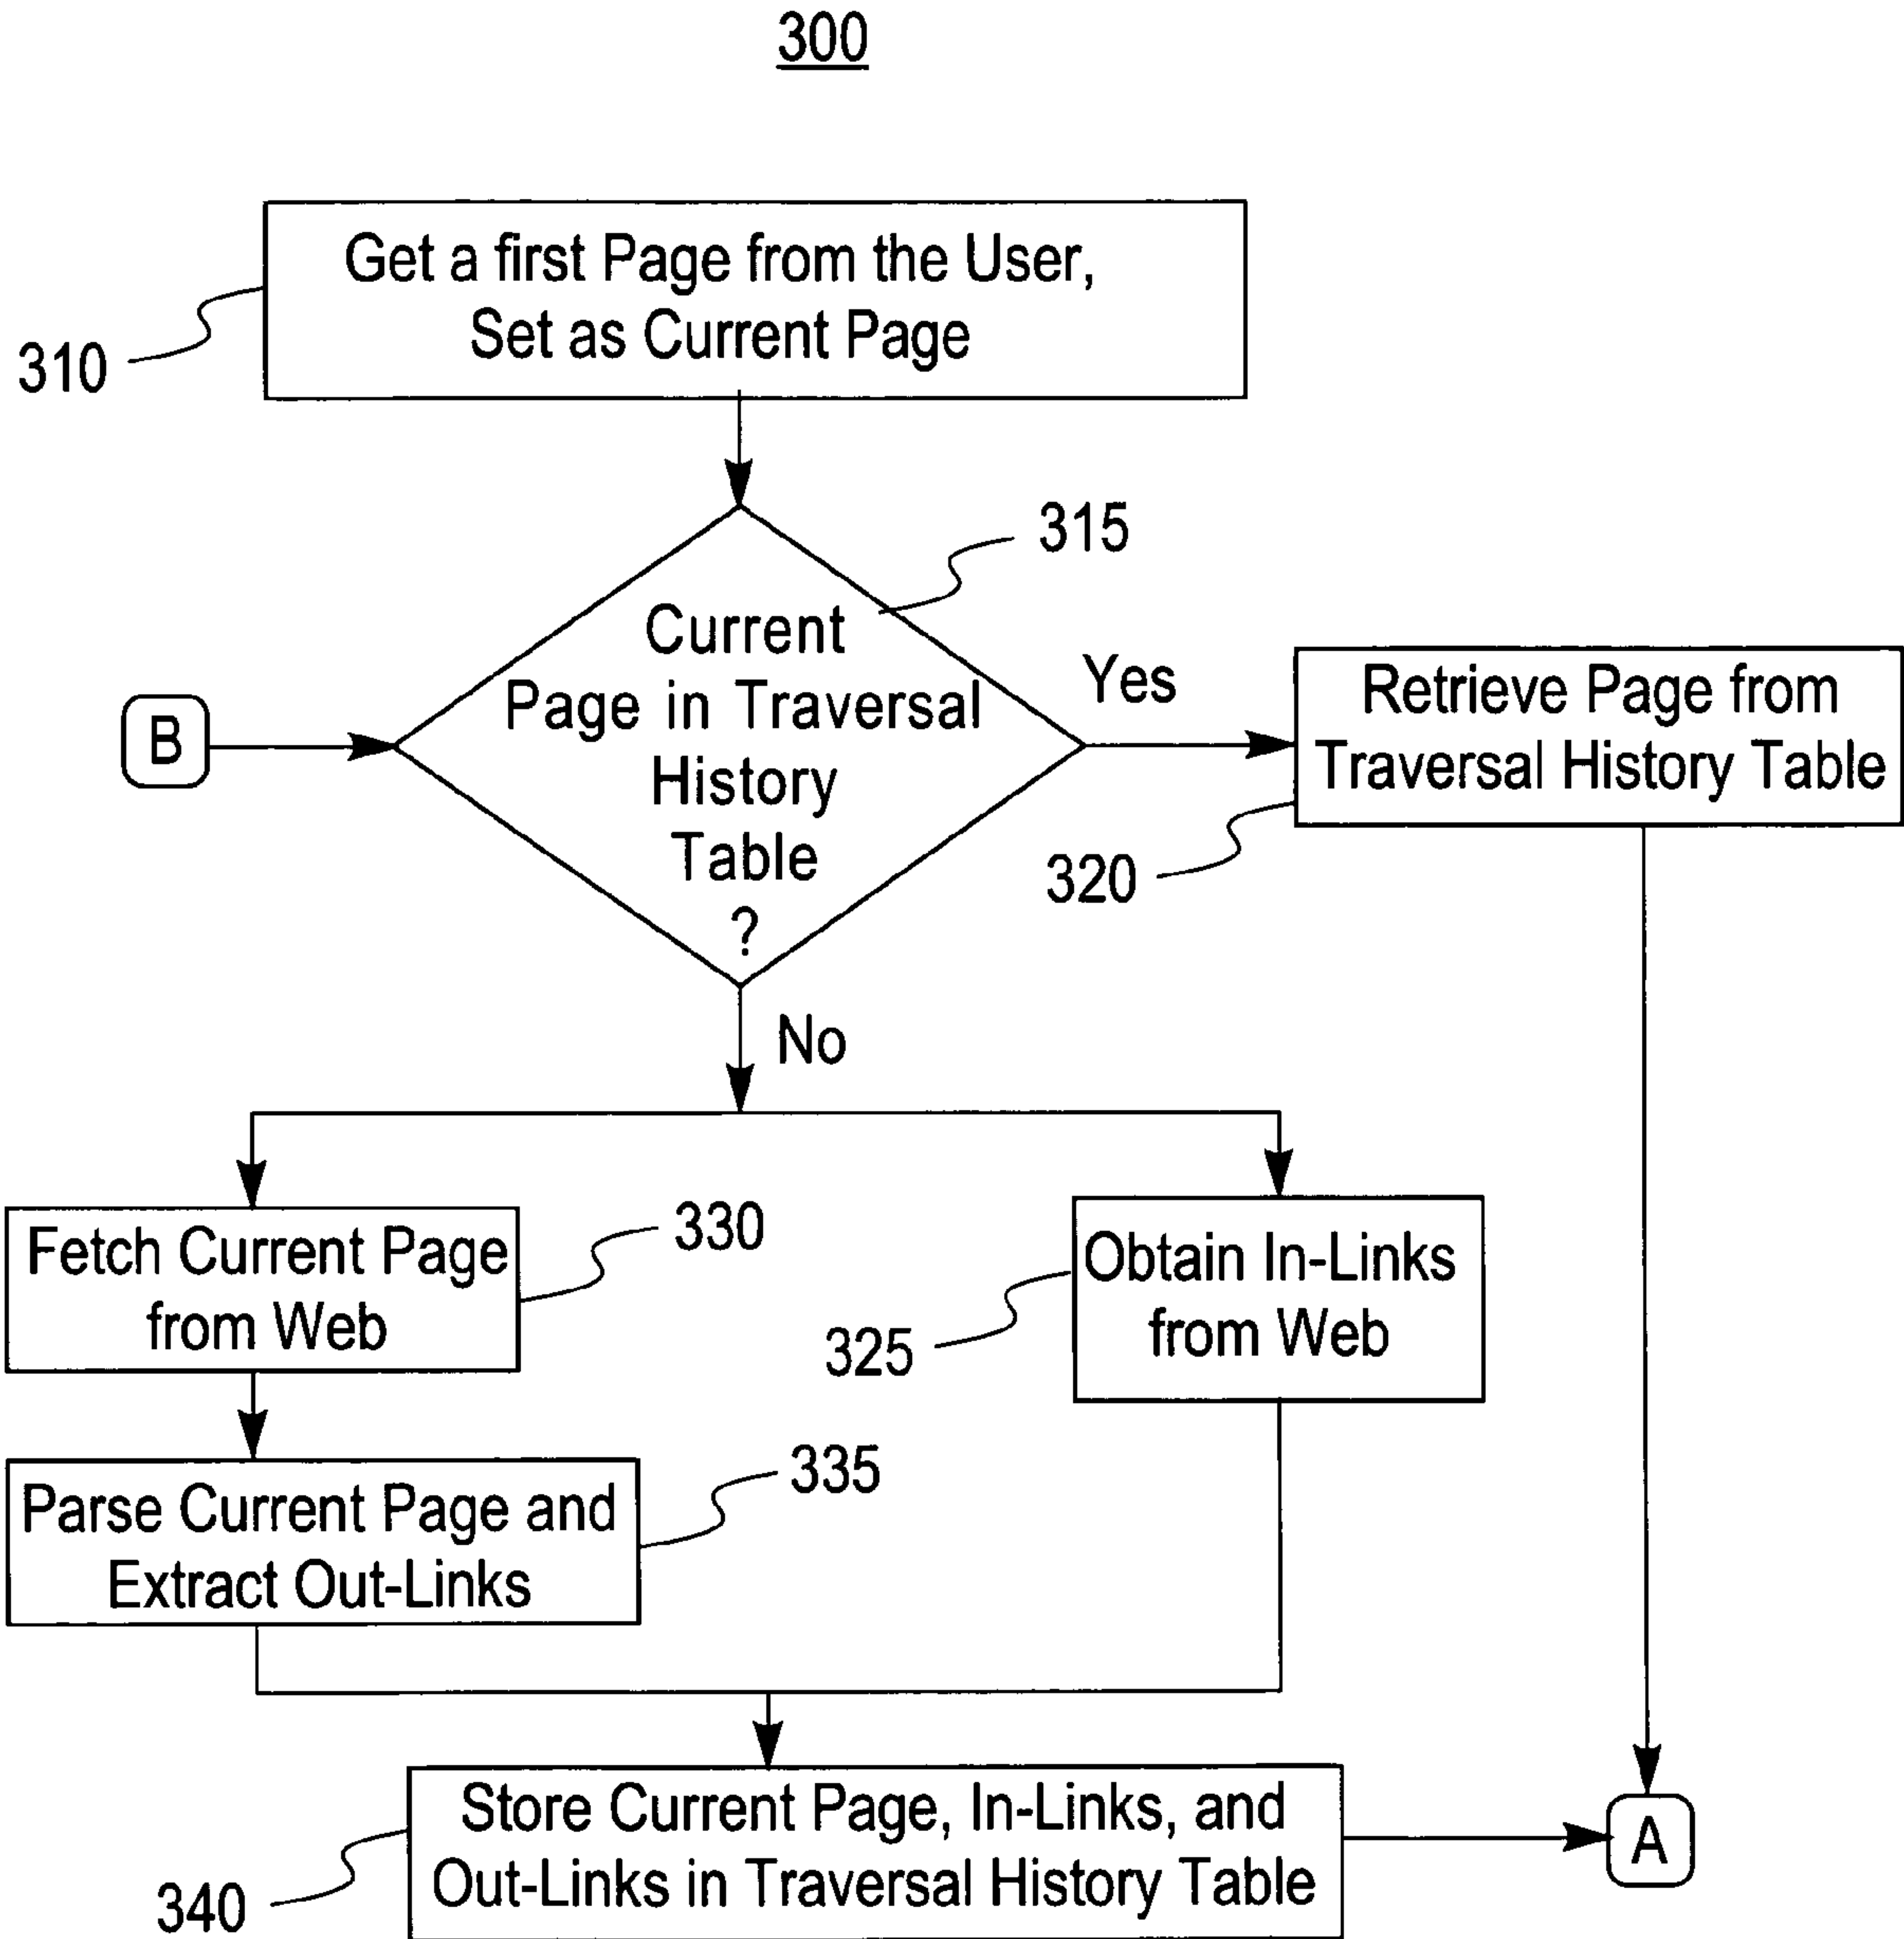 300
Get a first Page from the User,
Set as Current Page
310
315
Current
Page in Traversal
History
Table
?
B
Yes
Retrieve Page from
Traversal History Table
320
No
Fetch Current Page
from Web
330
Obtain In-Links
from Web
325
Parse Current Page and
Extract Out-Links
335
Store Current Page, In-Links, and
Out-Links in Traversal History Table
340
A